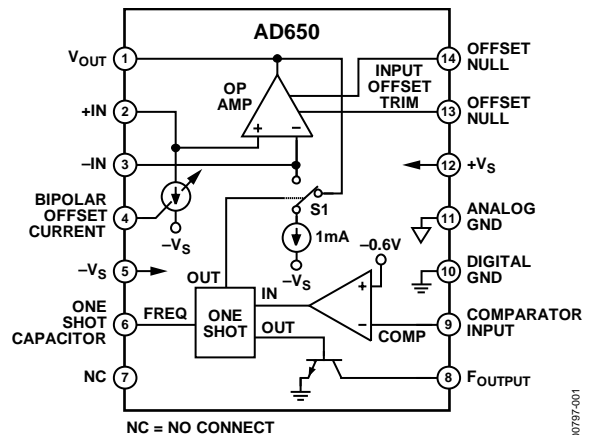 AD650
VOUT 1
+IN 2
–IN 3
BIPOLAR
OFFSET
CURRENT 4
–VS 5
ONE
SHOT
CAPACITOR 6
NC 7
OP
AMP
+ –
INPUT
OFFSET
TRIM
S1
1mA
–VS
–VS
–0.6V
+
–
OUT
FREQ
ONE
SHOT
IN
OUT
COMP
14 OFFSET
NULL
13 OFFSET
NULL
12 +VS
11 ANALOG
GND
10 DIGITAL
GND
9 COMPARATOR
INPUT
8 FOUTPUT
NC = NO CONNECT
00797-001